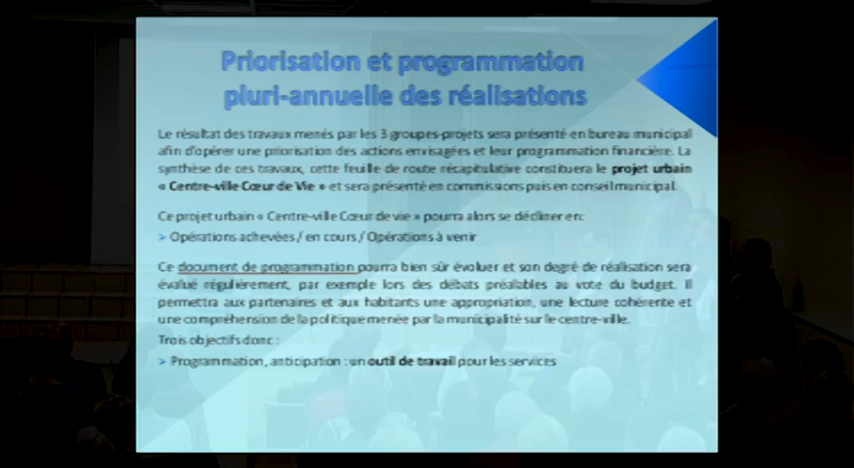 Priorisation et programmation
pluri-annuelle des réalisations
Le résultat des travaux menés par les 3 groupes-projets sera présenté en bureau municipal
afin d'opérer une priorisation des actions envisagées et leur programmation financière. La
synthèse de ces travaux, cette feuille de route récapitulative constituera le projet urbain
« Centre-ville Cœur de Vie » et sera présenté en commissions puis en conseil municipal.
Ce projet urbain « Centre-ville Cœur de vie » pourra alors se décliner en:
➢ Opérations achevées / en cours / Opérations à venir
Ce document de programmation pourra bien sûr évoluer et son degré de réalisation sera
évalué régulièrement, par exemple lors des débats préalables au vote du budget. Il
permettra aux partenaires et aux habitants une appropriation, une lecture cohérente et
une compréhension de la politique menée par la municipalité sur le centre-ville.
Trois objectifs donc :
➢ Programmation, anticipation : un outil de travail pour les services